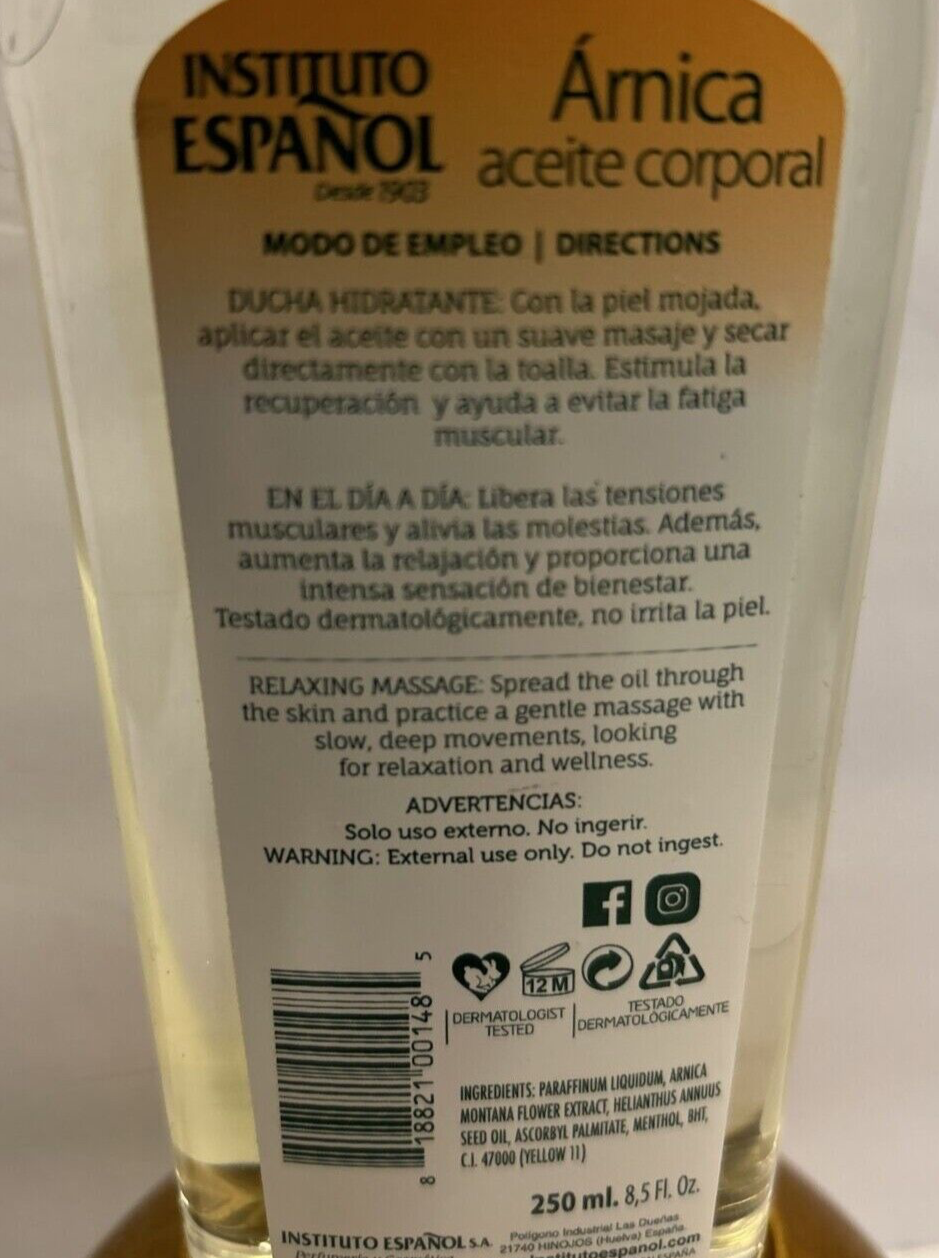 INSTITUTO
ESPAÑOL
Desde 1903
Árnica
aceite corporal
MODO DE EMPLEO | DIRECTIONS
DUCHA HIDRATANTE: Con la piel mojada,
aplicar el aceite con un suave masaje y secar
directamente con la toalla. Estimula la
recuperación y ayuda a evitar la fatiga
muscular.
EN EL DÍA A DÍA: Libera las tensiones
musculares y alivia las molestias. Además,
aumenta la relajación y proporciona una
intensa sensación de bienestar.
Testado dermatológicamente, no irrita la piel.
RELAXING MASSAGE: Spread the oil through
the skin and practice a gentle massage with
slow, deep movements, looking
for relaxation and wellness.
ADVERTENCIAS:
Solo uso externo. No ingerir.
WARNING: External use only. Do not ingest.
12 M
DERMATOLOGIST
TESTED
TESTADO
DERMATOLÓGICAMENTE
8 18821 00148 5
INGREDIENTS: PARAFFINUM LIQUIDUM, ARNICA
MONTANA FLOWER EXTRACT, HELIANTHUS ANNUUS
SEED OIL, ASCORBYL PALMITATE, MENTHOL, BHT,
C.I. 47000 (YELLOW 11)
250 ml. 8,5 Fl. Oz.
INSTITUTO ESPAÑOL S.A.
Polígono Industrial Las Dueñas
21740 HINOJOS (Huelva) España
institutoespanol.com
ESPAÑA